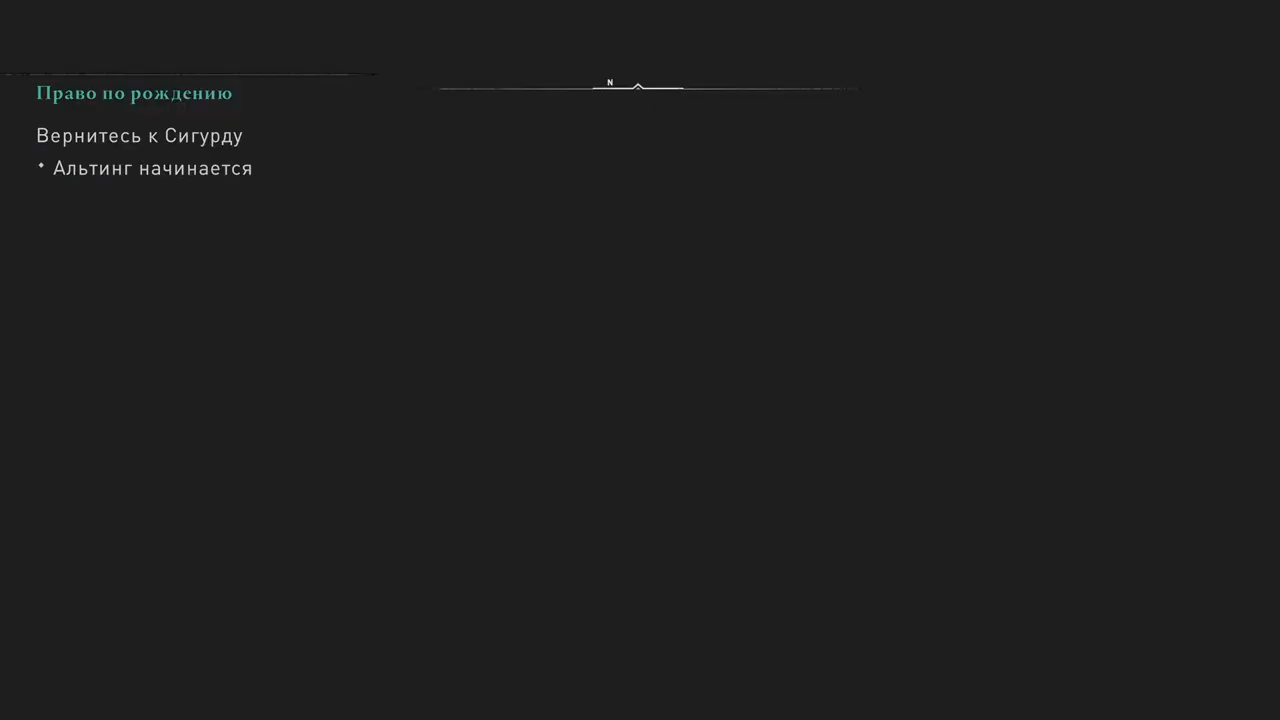 N
Право по рождению
Вернитесь к Сигурду
Альтинг начинается